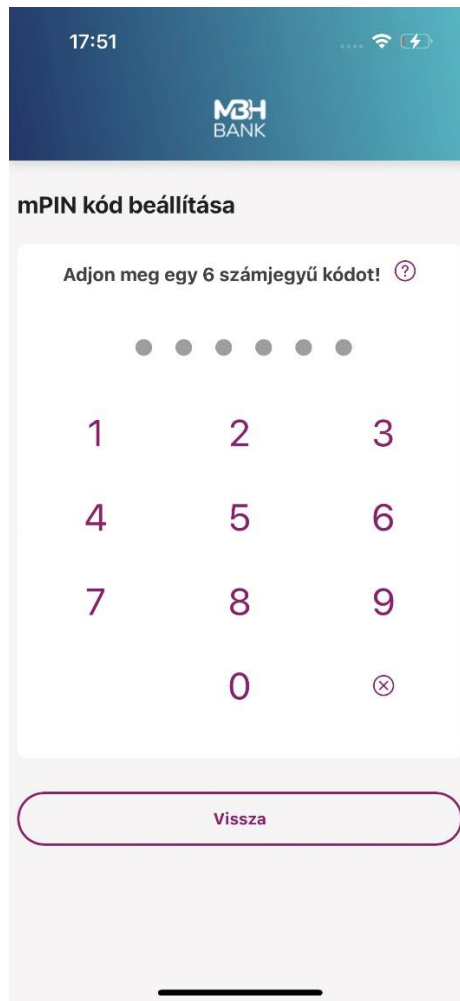 17:51
MBH
BANK
mPIN kód beállítása
Adjon meg egy 6 számjegyű kódot! ?
1 2 3
4 5 6
7 8 9
0
Vissza